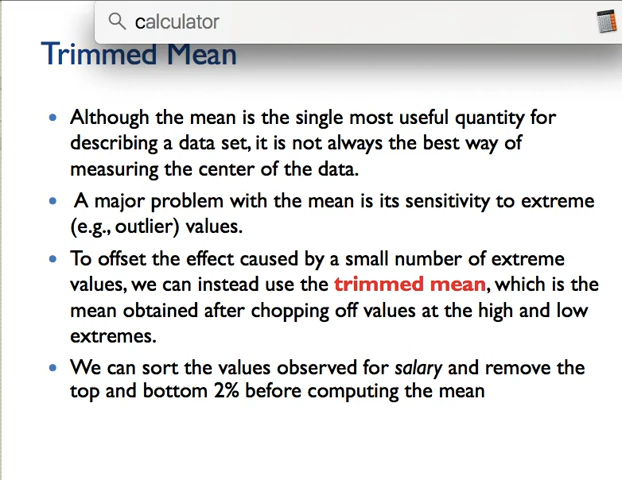 calculator
Trimmed Mean
• Although the mean is the single most useful quantity for
describing a data set, it is not always the best way of
measuring the center of the data.
• A major problem with the mean is its sensitivity to extreme
(e.g., outlier) values.
• To offset the effect caused by a small number of extreme
values, we can instead use the trimmed mean, which is the
mean obtained after chopping off values at the high and low
extremes.
• We can sort the values observed for salary and remove the
top and bottom 2% before computing the mean